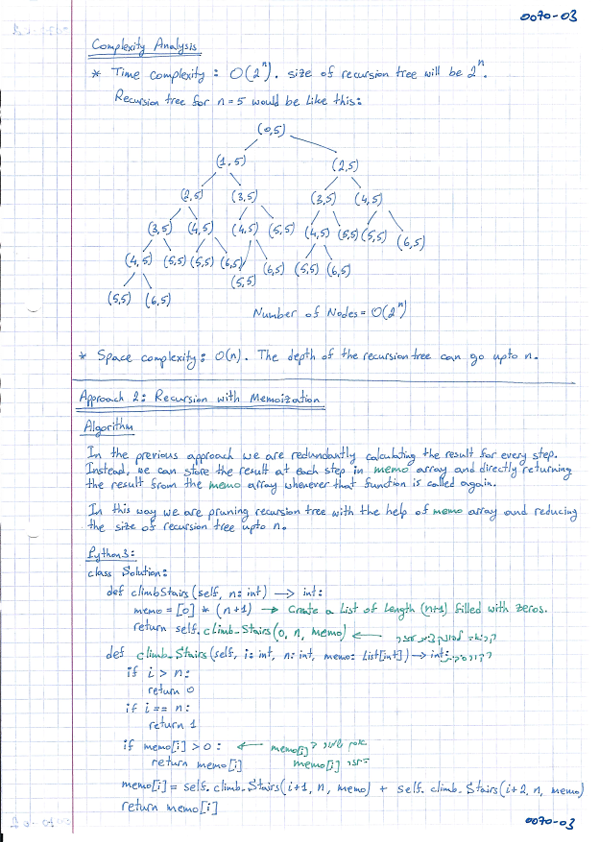 0070-03
Complexity Analysis
* Time complexity : O(2^n). size of recursion tree will be 2^n.
Recursion tree for n=5 would be like this:
(0,5)
(1,5) (2,5)
(2,5) (3,5) (3,5) (4,5)
(3,5) (4,5) (4,5) (5,5) (4,5) (5,5) (5,5) (6,5)
(4,5) (5,5) (5,5) (6,5) (5,5) (6,5) (5,5) (6,5)
(5,5) (6,5)
Number of Nodes = O(2^n)
* Space complexity : O(n). The depth of the recursion tree can go upto n.
Approach 2: Recursion with Memoization
Algorithm
In the previous approach we are redundantly calculating the result for every step.
Instead, we can store the result at each step in memo array and directly returning
the result from the memo array whenever that function is called again.
In this way we are pruning recursion tree with the help of memo array and reducing
the size of recursion tree upto n.
Python3:
class Solution:
def climbStairs(self, n: int) → int:
memo = [0] * (n+1) → Create a List of Length (n+1) filled with zeros.
return self.climb_Stairs(0, n, memo) ←
def climb_Stairs(self, i: int, n: int, memo: List[int]) → int:
if i > n:
return 0
if i == n:
return 1
if memo[i] > 0 : ← memo[i]
return memo[i] memo[i]
memo[i] = self.climb_Stairs(i+1, n, memo) + self.climb_Stairs(i+2, n, memo)
return memo[i]
0070-03